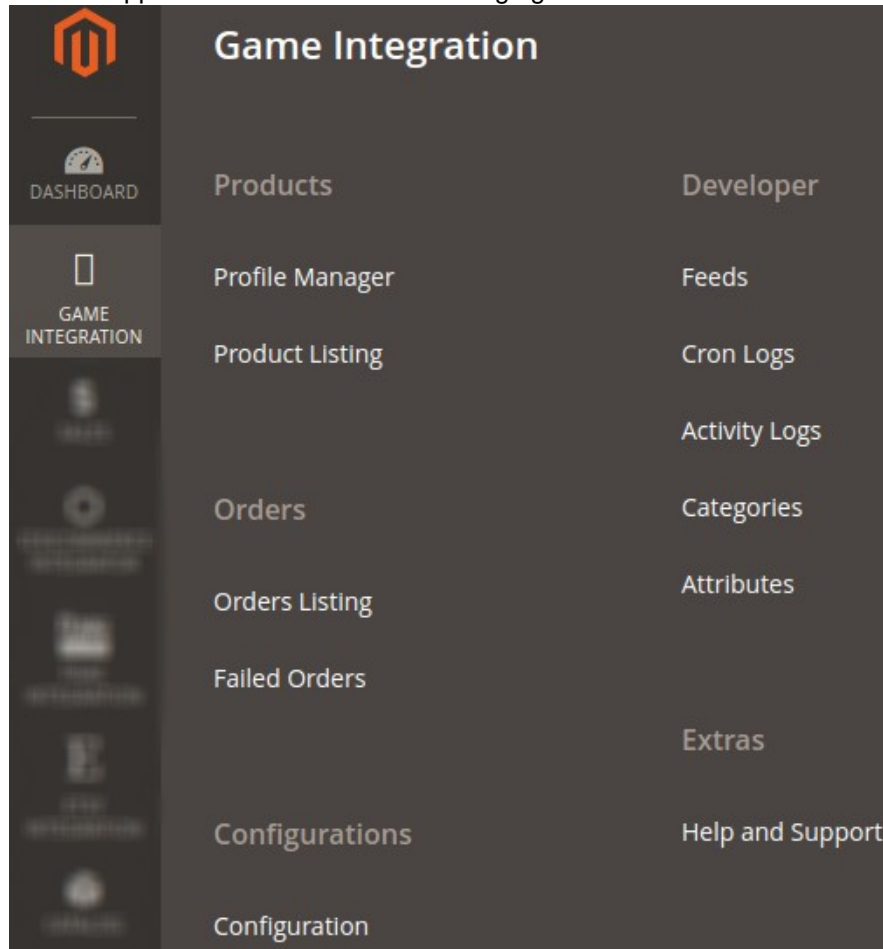 Game Integration
DASHBOARD
GAME
INTEGRATION
Products
Profile Manager
Product Listing
Orders
Orders Listing
Failed Orders
Configurations
Configuration
Developer
Feeds
Cron Logs
Activity Logs
Categories
Attributes
Extras
Help and Support